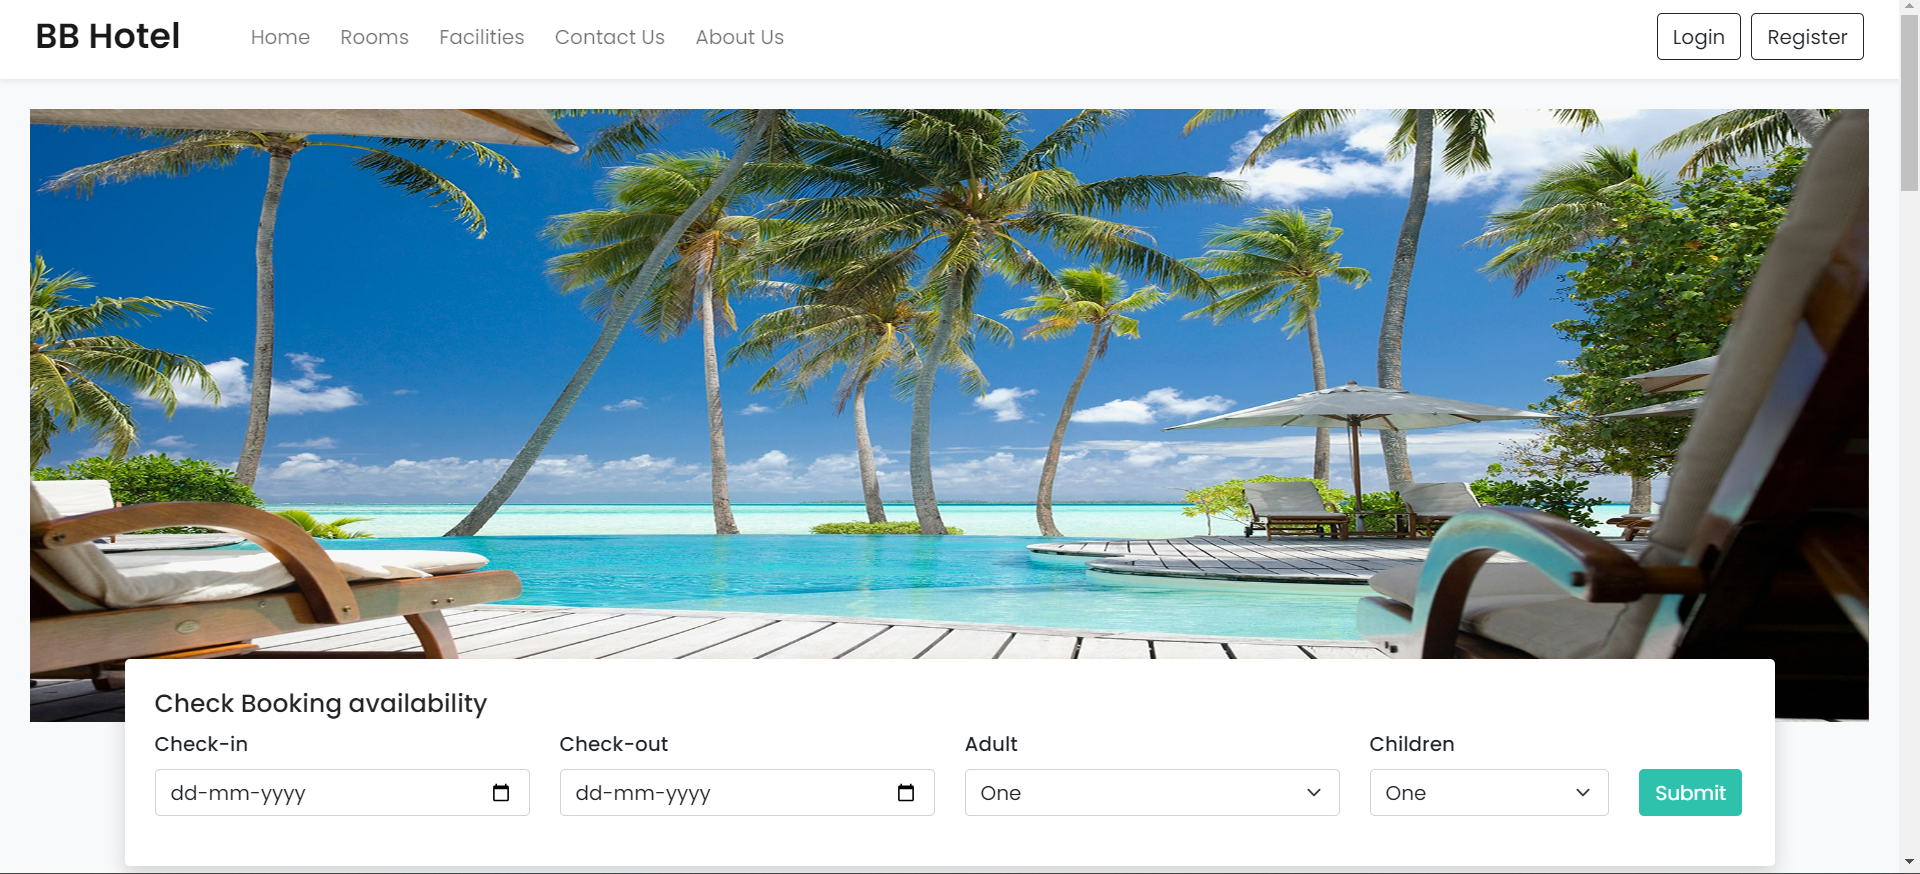 BB Hotel Home Rooms Facilities Contact Us About Us Login Register
Check Booking availability
Check-in Check-out Adult Children
dd-mm-yyyy dd-mm-yyyy One One Submit